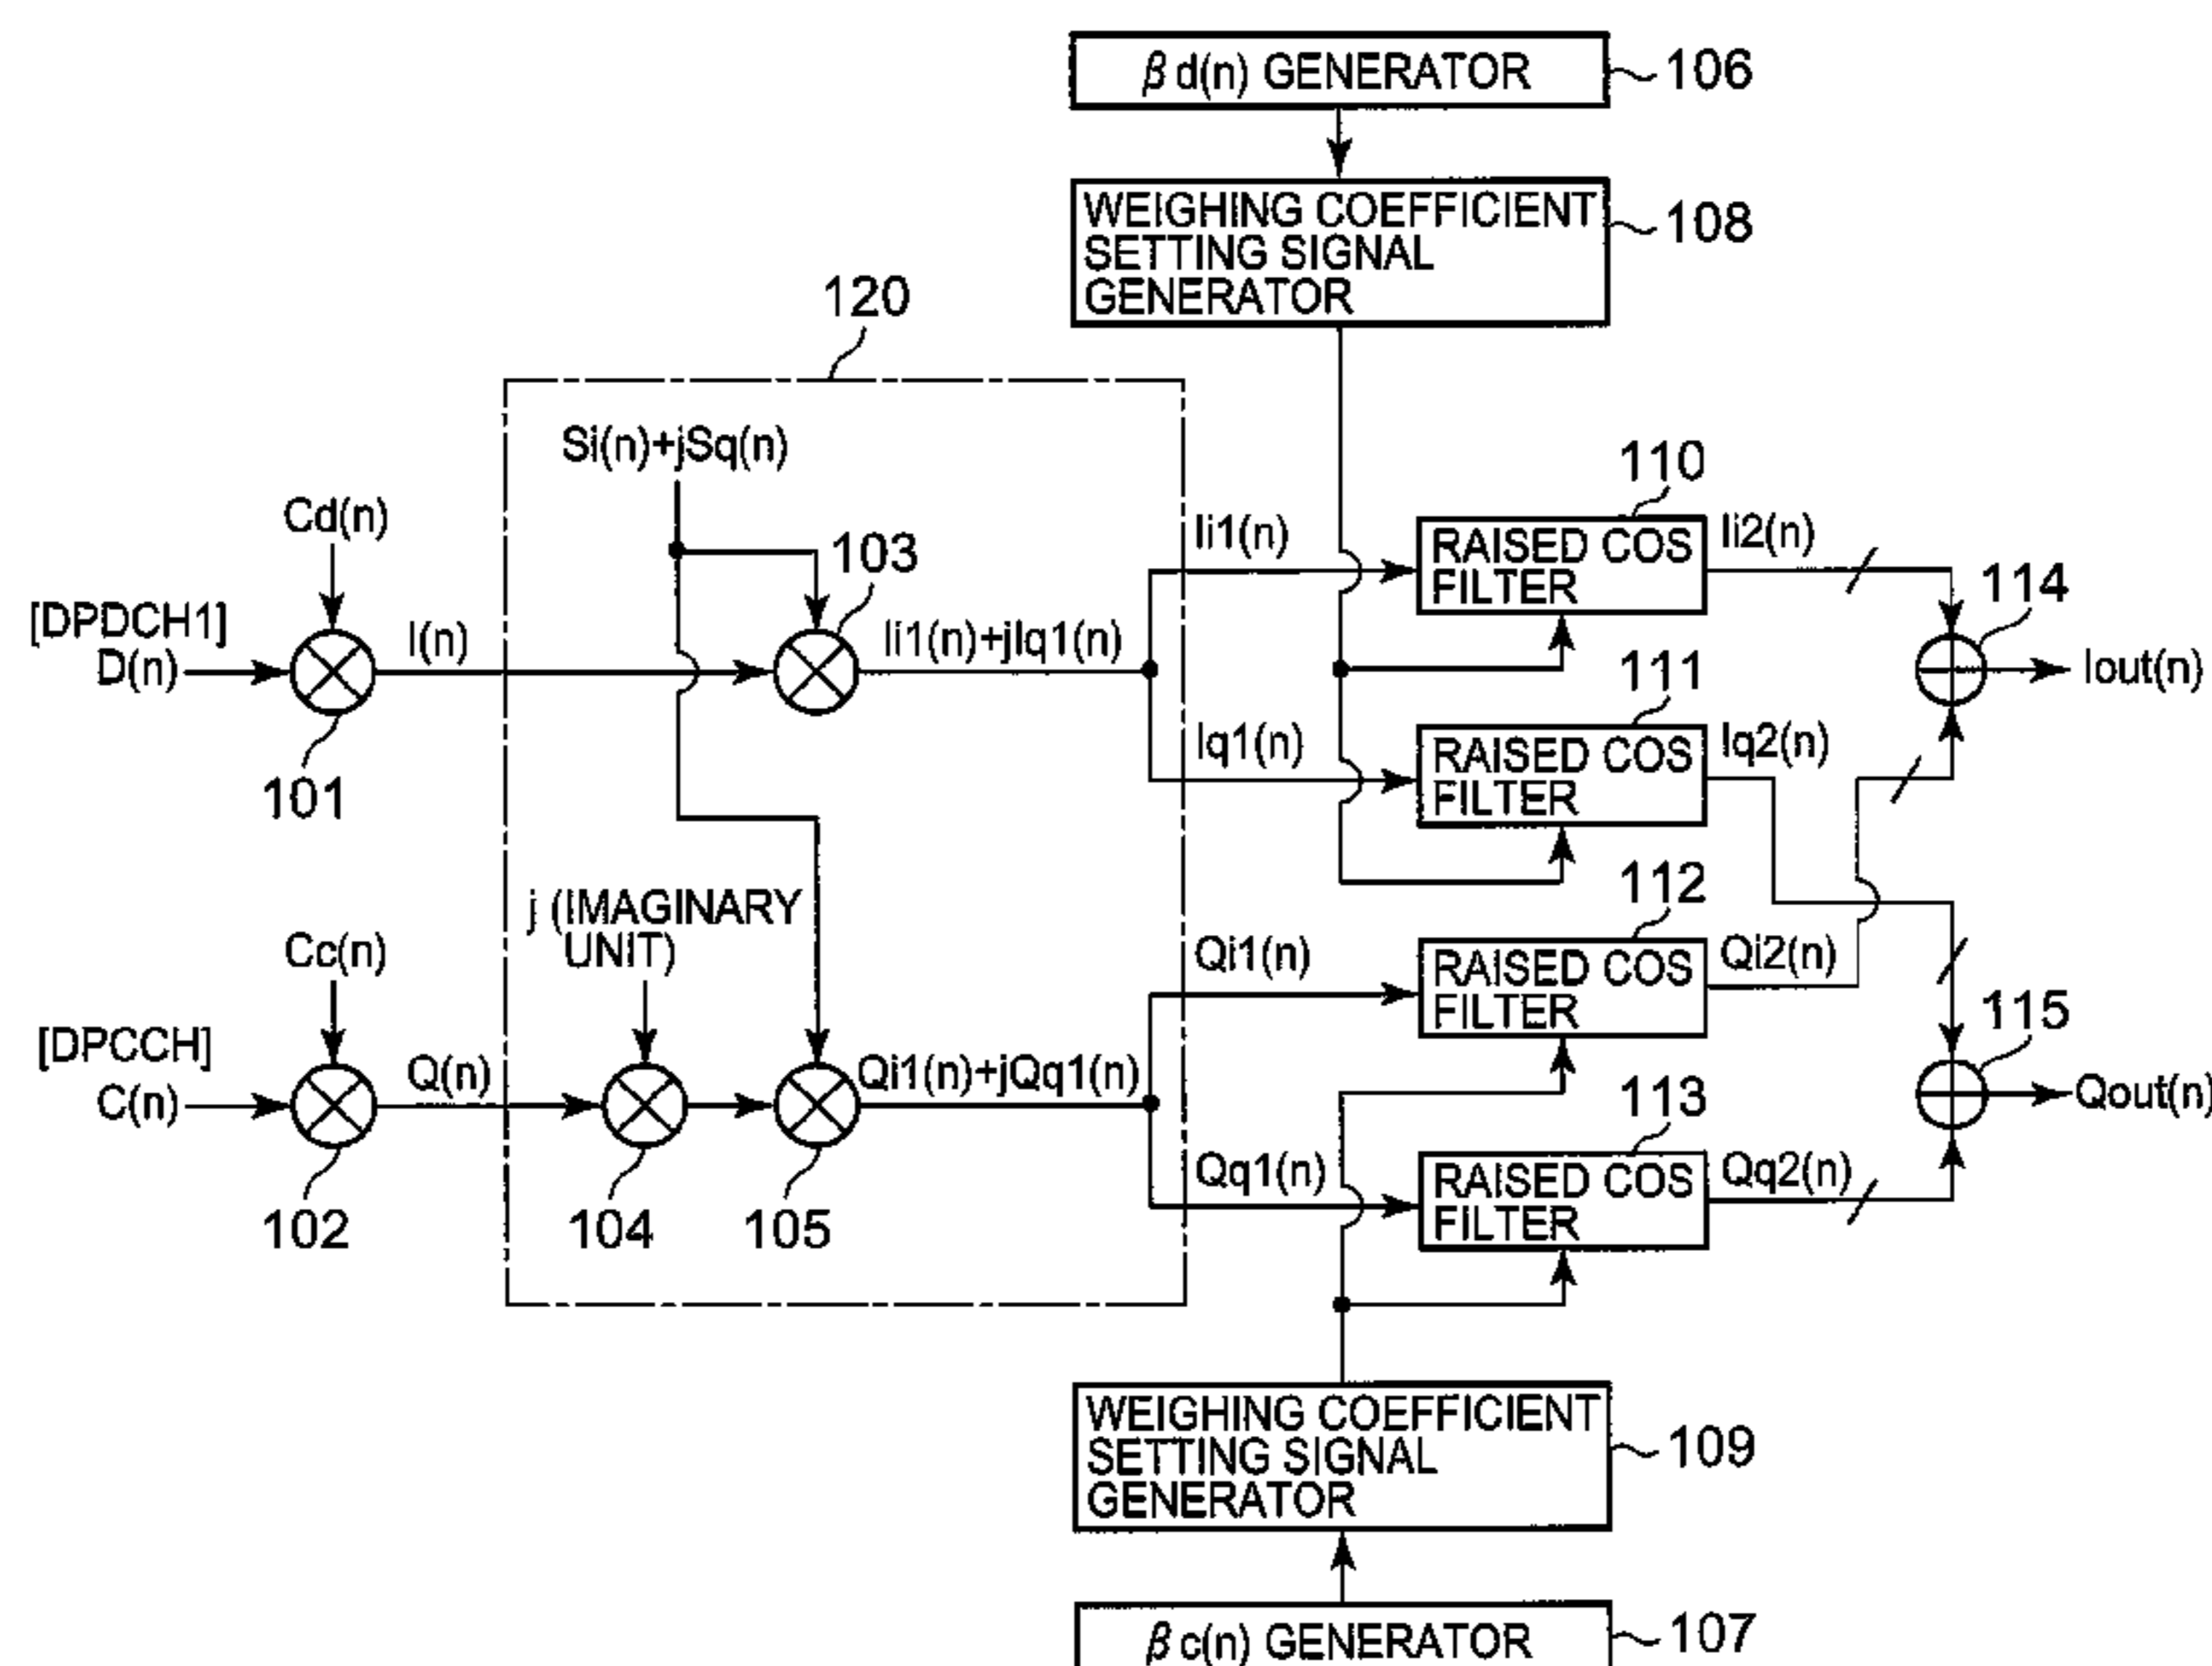 β d(n) GENERATOR
106
WEIGHING COEFFICIENT
SETTING SIGNAL
GENERATOR
108
120
Si(n)+jSq(n)
Cd(n)
103
110
Ii1(n)
RAISED COS
FILTER
Ii2(n)
114
[DPDCH1]
D(n)
I(n)
Ii1(n)+jIq1(n)
Iout(n)
101
111
Iq1(n)
RAISED COS
FILTER
Iq2(n)
j (IMAGINARY
UNIT)
112
Cc(n)
Qi1(n)
RAISED COS
FILTER
Qi2(n)
115
[DPCCH]
C(n)
Q(n)
Qi1(n)+jQq1(n)
Qout(n)
113
102
104
105
Qq1(n)
RAISED COS
FILTER
Qq2(n)
WEIGHING COEFFICIENT
SETTING SIGNAL
GENERATOR
109
β c(n) GENERATOR
107